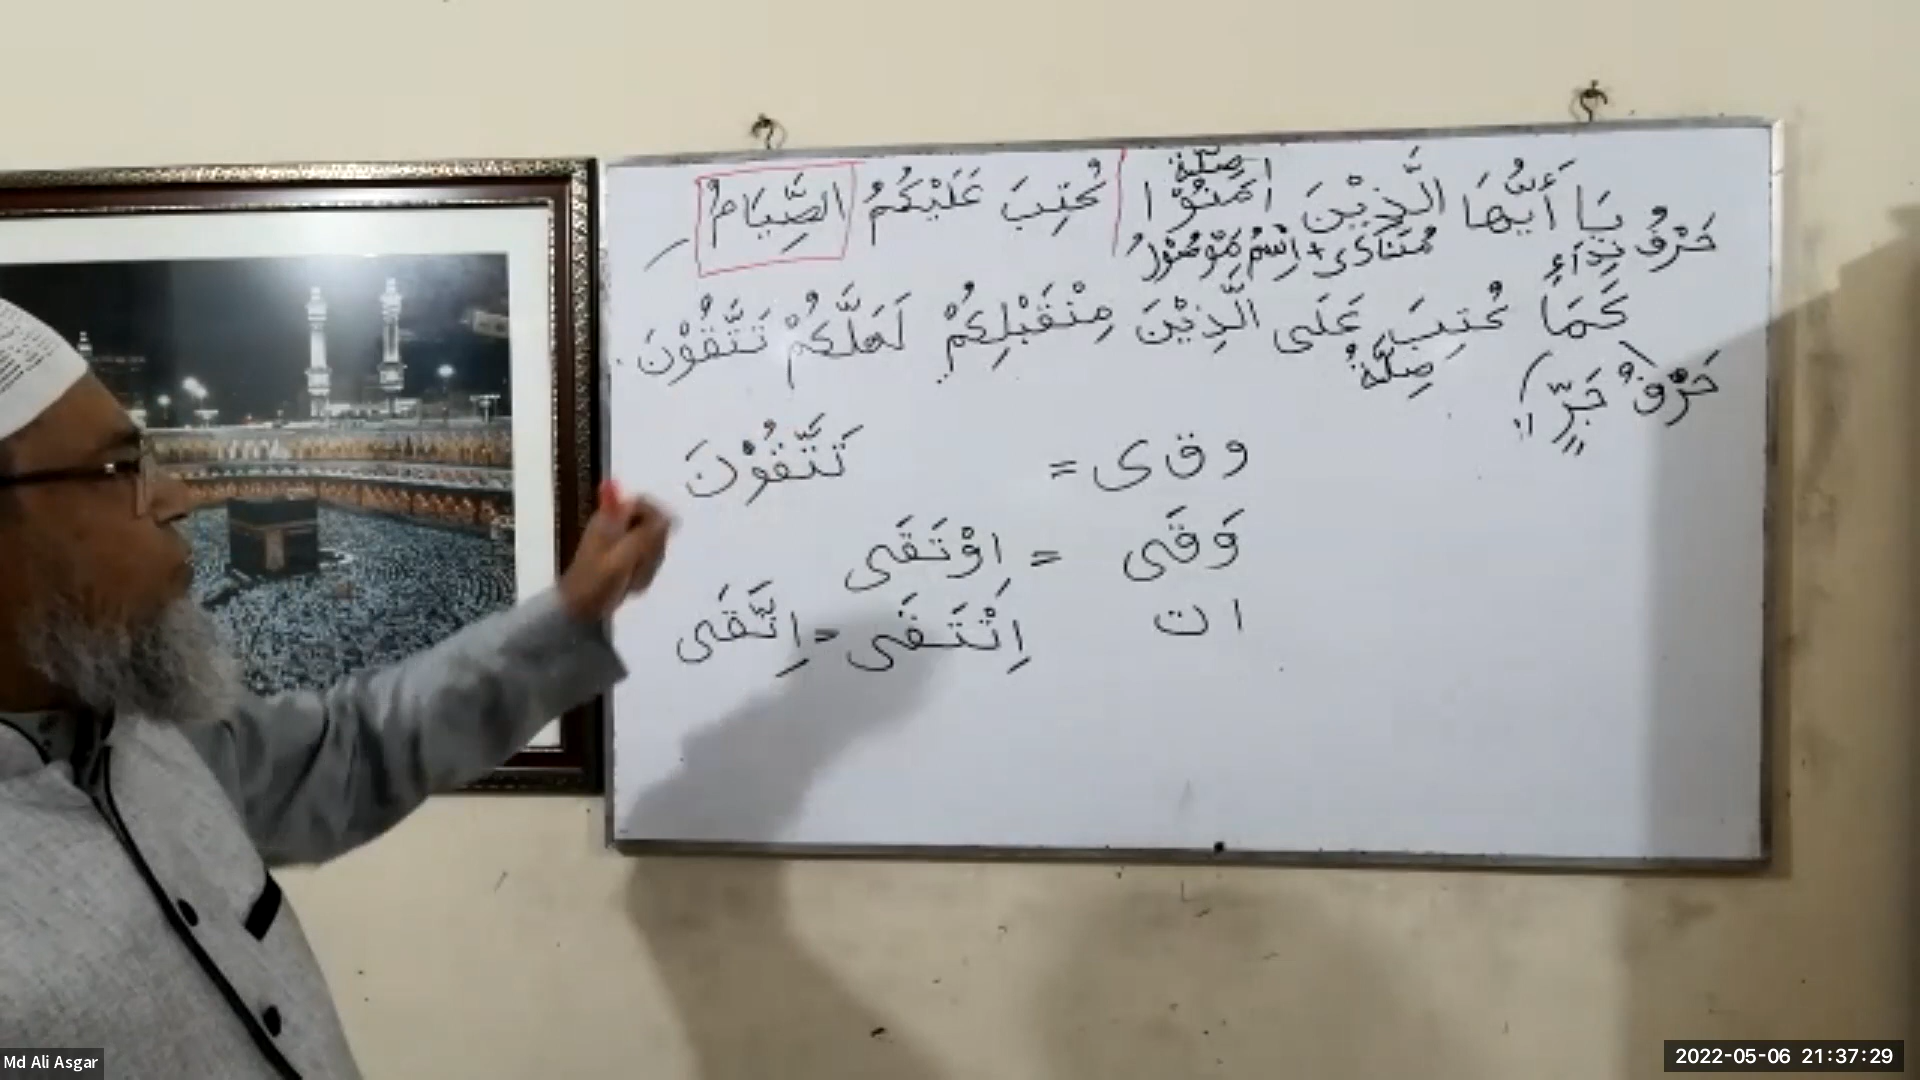 صِلَةٌ
يَا أَيُّهَا الَّذِيْنَ اٰمَنُوْا كُتِبَ عَلَيْكُمُ الصِّيَامُ
حَرْفُ نِدَاءٍ مُنَادٰى + اِسْمُ مَوْصُوْلُ
كَمَا كُتِبَ عَلَى الَّذِيْنَ مِنْقَبْلِكُمْ لَعَلَّكُمْ تَتَّقُوْنَ
حَرْفُ جَرٍّ صِلَةٌ
و ق ى = تَتَّقُوْنَ
وَقَى = اِوْتَقَى
ا ت اِتْتَقَى = اِتَّقَى
Md Ali Asgar
2022-05-06 21:37:29